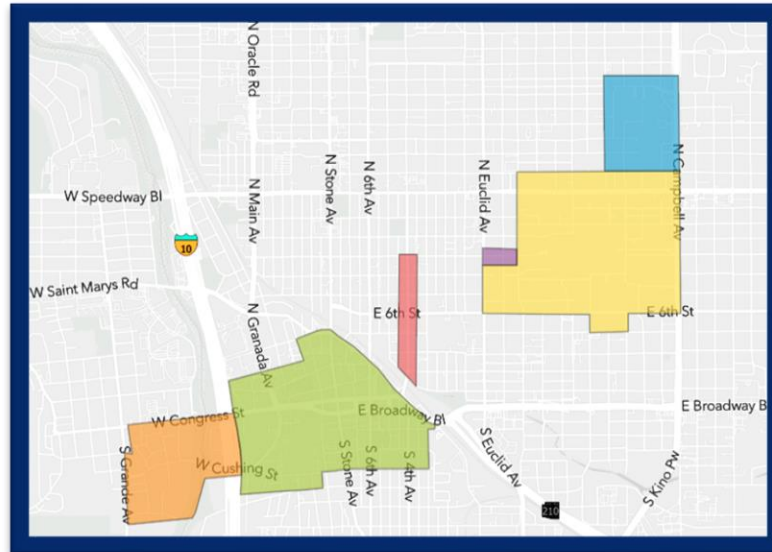 N Oracle Rd
N Stone Av
N 6th Av
N Euclid Av
N Campbell Av
W Speedway Bl
N Main Av
10
W Saint Marys Rd
N Granada Av
E 6th St
E 6th St
W Congress St
E Broadway Bl
E Broadway B
S Grande Av
W Cushing St
S Stone Av
S 6th Av
S 4th Av
S Euclid Av
S Kino Pw
210